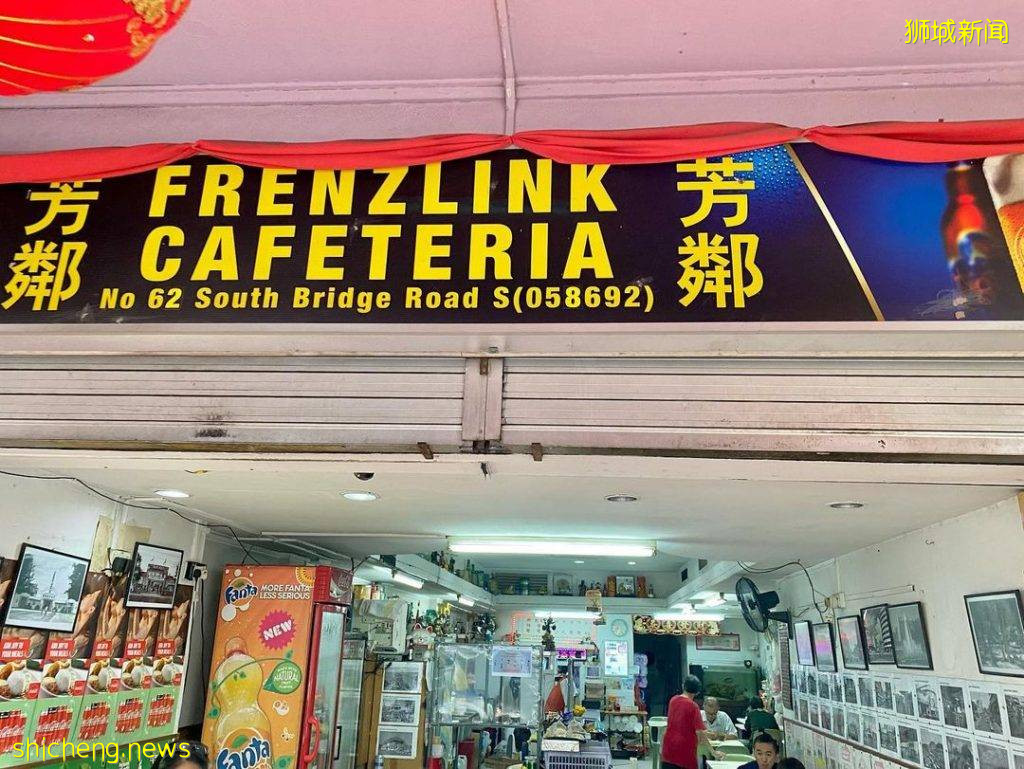 狮城新闻
芳鄰
FRENZLINK
CAFETERIA
No 62 South Bridge Road S(058692)
芳鄰
Fanta
MORE FANTA
LESS SERIOUS
NEW
NATURAL
Fanta
shicheng.news